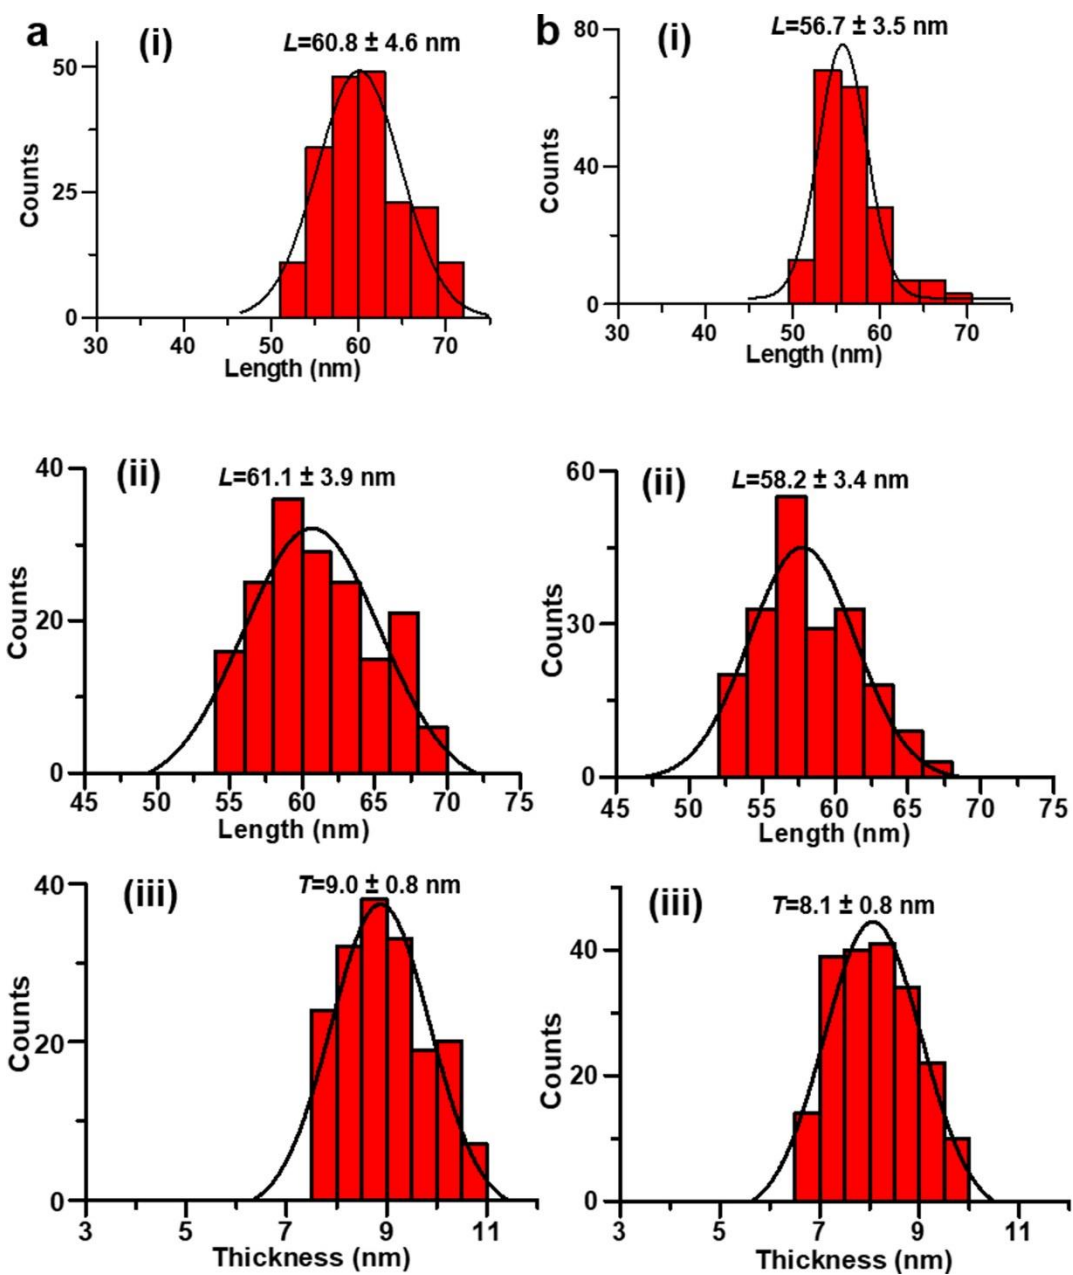 a
(i)
L=60.8 ± 4.6 nm
50
25
0
Counts
30 40 50 60 70
Length (nm)
b
(i)
L=56.7 ± 3.5 nm
80
40
0
Counts
30 40 50 60 70
Length (nm)
(ii)
L=61.1 ± 3.9 nm
40
20
0
Counts
45 50 55 60 65 70 75
Length (nm)
(ii)
L=58.2 ± 3.4 nm
60
30
0
Counts
45 50 55 60 65 70 75
Length (nm)
(iii)
T=9.0 ± 0.8 nm
40
20
0
Counts
3 5 7 9 11
Thickness (nm)
(iii)
T=8.1 ± 0.8 nm
40
20
0
Counts
3 5 7 9 11
Thickness (nm)